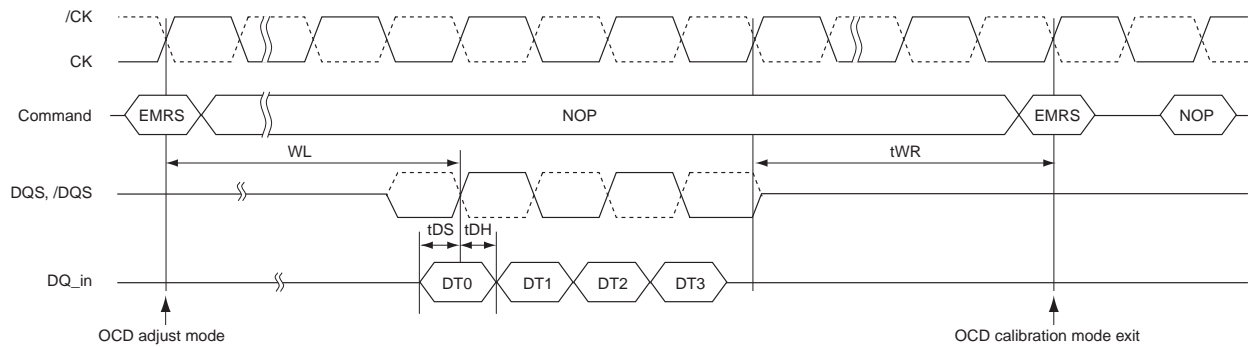 /CK
CK
Command
EMRS
NOP
EMRS
NOP
WL
tWR
DQS, /DQS
tDS
tDH
DQ_in
DT0
DT1
DT2
DT3
OCD adjust mode
OCD calibration mode exit